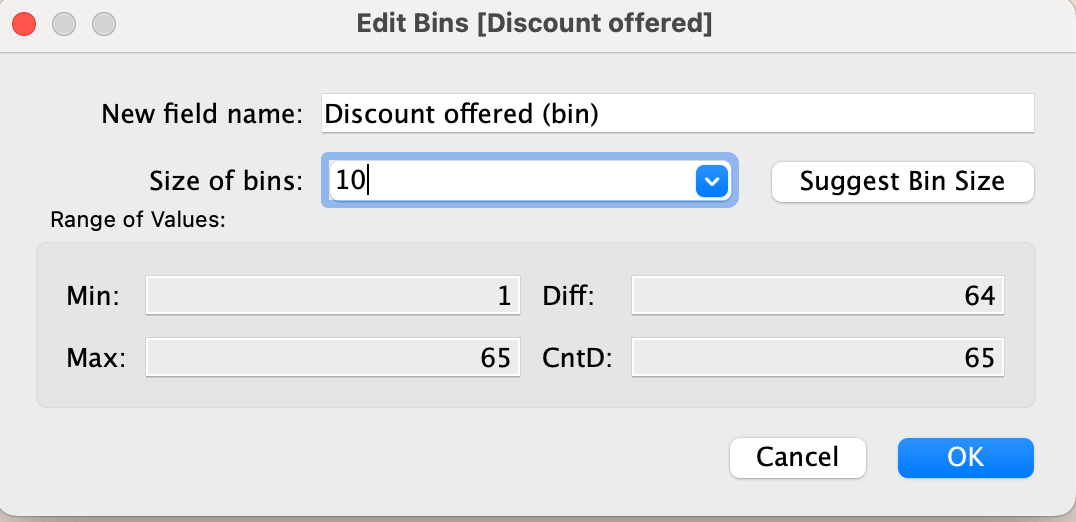 Edit Bins [Discount offered]
New field name: Discount offered (bin)
Size of bins: 10 Suggest Bin Size
Range of Values:
Min: 1 Diff: 64
Max: 65 CntD: 65
Cancel OK